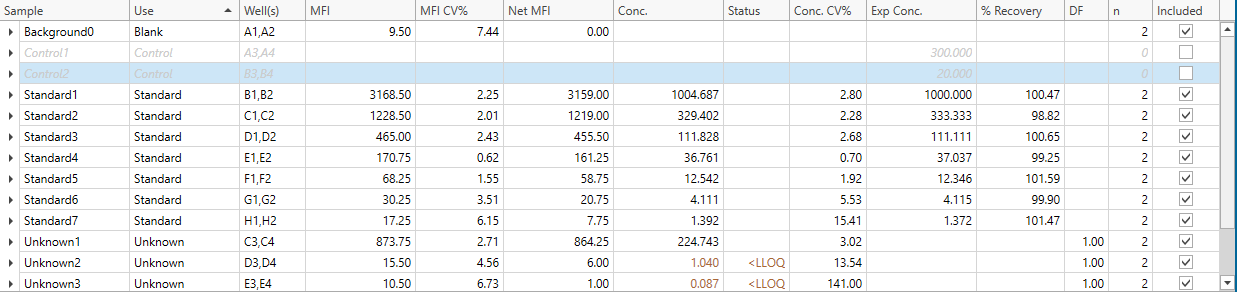 Sample Use Well(s) MFI MFI CV% Net MFI Conc. Status Conc. CV% Exp Conc. % Recovery DF n Included
Background0 Blank A1,A2 9.50 7.44 0.00 2
Control1 Control A3,A4 300.000 0
Control2 Control B3,B4 20.000 0
Standard1 Standard B1,B2 3168.50 2.25 3159.00 1004.687 2.80 1000.000 100.47 2
Standard2 Standard C1,C2 1228.50 2.01 1219.00 329.402 2.28 333.333 98.82 2
Standard3 Standard D1,D2 465.00 2.43 455.50 111.828 2.68 111.111 100.65 2
Standard4 Standard E1,E2 170.75 0.62 161.25 36.761 0.70 37.037 99.25 2
Standard5 Standard F1,F2 68.25 1.55 58.75 12.542 1.92 12.346 101.59 2
Standard6 Standard G1,G2 30.25 3.51 20.75 4.111 5.53 4.115 99.90 2
Standard7 Standard H1,H2 17.25 6.15 7.75 1.392 15.41 1.372 101.47 2
Unknown1 Unknown C3,C4 873.75 2.71 864.25 224.743 3.02 1.00 2
Unknown2 Unknown D3,D4 15.50 4.56 6.00 1.040 <LLOQ 13.54 1.00 2
Unknown3 Unknown E3,E4 10.50 6.73 1.00 0.087 <LLOQ 141.00 1.00 2